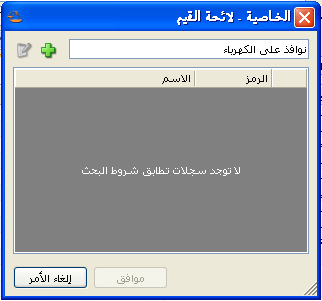 الخاصية - لائحة القيم
نوافذ على الكهرباء
الرمز الاسم
لا توجد سجلات تطابق شروط البحث
موافق إلغاء الأمر